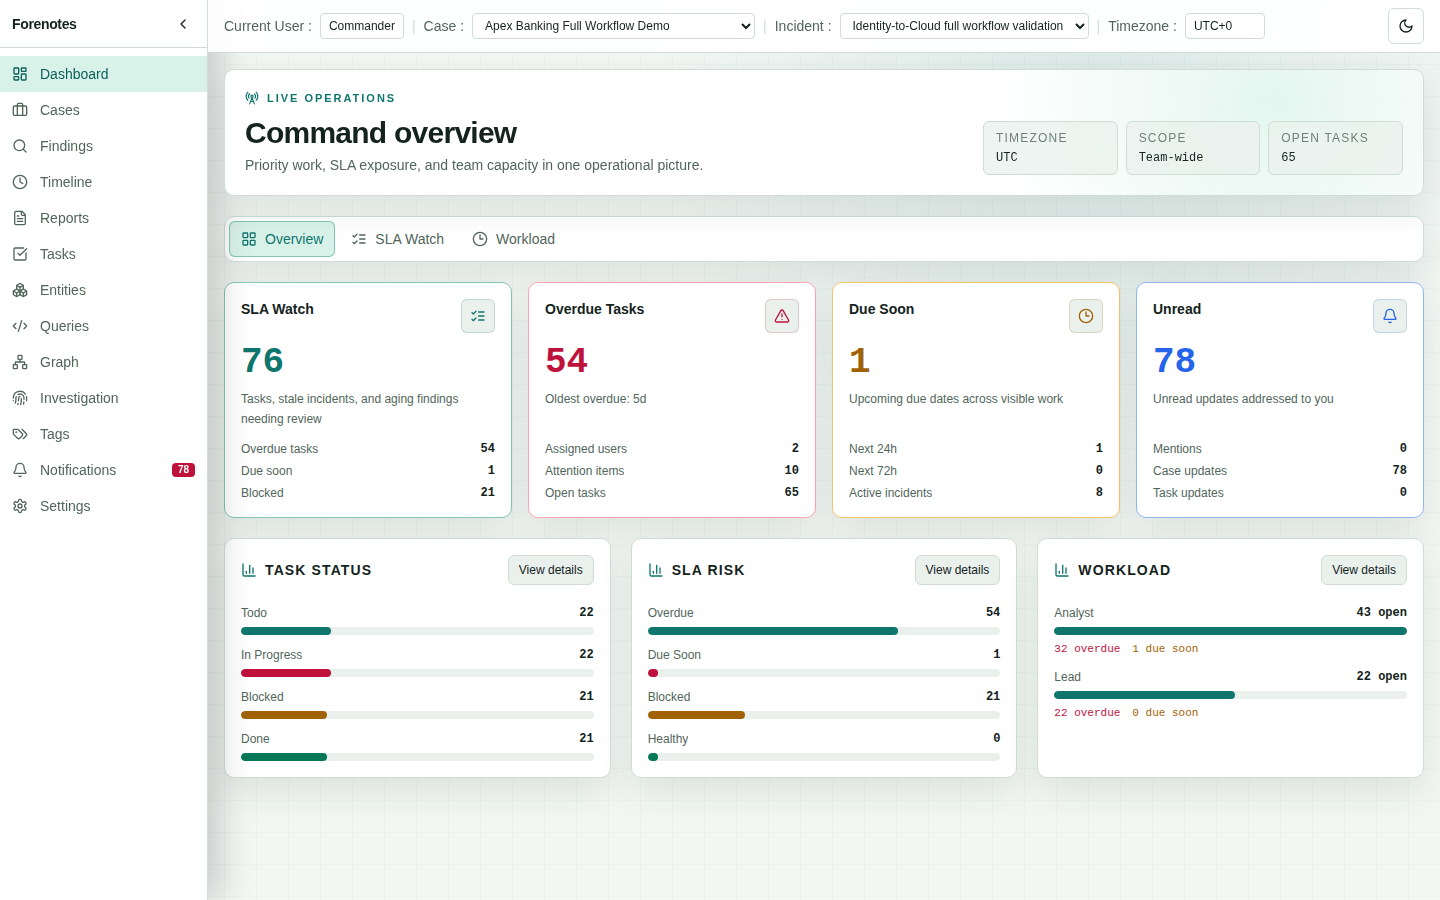 Forenotes
Current User : Commander | Case : Apex Banking Full Workflow Demo | Incident : Identity-to-Cloud full workflow validation | Timezone : UTC+0
Dashboard
Cases
Findings
Timeline
Reports
Tasks
Entities
Queries
Graph
Investigation
Tags
Notifications 78
Settings
LIVE OPERATIONS
Command overview
Priority work, SLA exposure, and team capacity in one operational picture.
TIMEZONE
UTC
SCOPE
Team-wide
OPEN TASKS
65
Overview
SLA Watch
Workload
SLA Watch
76
Tasks, stale incidents, and aging findings
needing review
Overdue tasks 54
Due soon 1
Blocked 21
Overdue Tasks
54
Oldest overdue: 5d
Assigned users 2
Attention items 10
Open tasks 65
Due Soon
1
Upcoming due dates across visible work
Next 24h 1
Next 72h 0
Active incidents 8
Unread
78
Unread updates addressed to you
Mentions 0
Case updates 78
Task updates 0
TASK STATUS View details
Todo 22
In Progress 22
Blocked 21
Done 21
SLA RISK View details
Overdue 54
Due Soon 1
Blocked 21
Healthy 0
WORKLOAD View details
Analyst 43 open
32 overdue 1 due soon
Lead 22 open
22 overdue 0 due soon